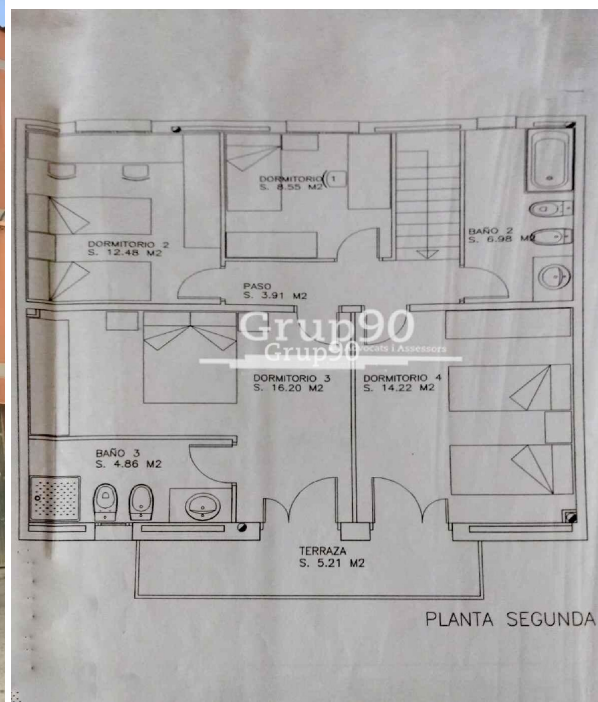 DORMITORIO 1
S. 8.55 M2
DORMITORIO 2
S. 12.48 M2
BAÑO 2
S. 6.98 M2
PASO
S. 3.91 M2
Grup90
Grup90
Advocats i Assessors
DORMITORIO 3
S. 16.20 M2
DORMITORIO 4
S. 14.22 M2
BAÑO 3
S. 4.86 M2
TERRAZA
S. 5.21 M2
PLANTA SEGUNDA